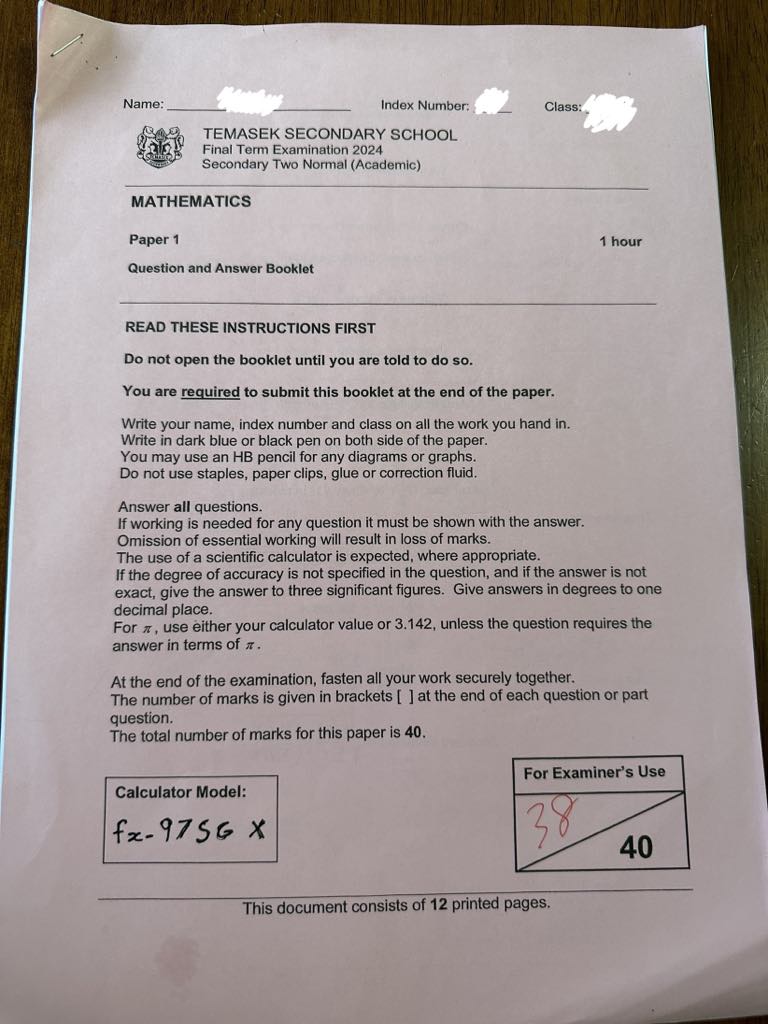 Name:
Index Number:
Class:
TEMASEK SECONDARY SCHOOL
Final Term Examination 2024
Secondary Two Normal (Academic)
MATHEMATICS
Paper 1
1 hour
Question and Answer Booklet
READ THESE INSTRUCTIONS FIRST
Do not open the booklet until you are told to do so.
You are required to submit this booklet at the end of the paper.
Write your name, index number and class on all the work you hand in.
Write in dark blue or black pen on both side of the paper.
You may use an HB pencil for any diagrams or graphs.
Do not use staples, paper clips, glue or correction fluid.
Answer all questions.
If working is needed for any question it must be shown with the answer.
Omission of essential working will result in loss of marks.
The use of a scientific calculator is expected, where appropriate.
If the degree of accuracy is not specified in the question, and if the answer is not
exact, give the answer to three significant figures. Give answers in degrees to one
decimal place.
For π, use either your calculator value or 3.142, unless the question requires the
answer in terms of π.
At the end of the examination, fasten all your work securely together.
The number of marks is given in brackets [ ] at the end of each question or part
question.
The total number of marks for this paper is 40.
Calculator Model:
fx-97SG X
For Examiner's Use
38
40
This document consists of 12 printed pages.